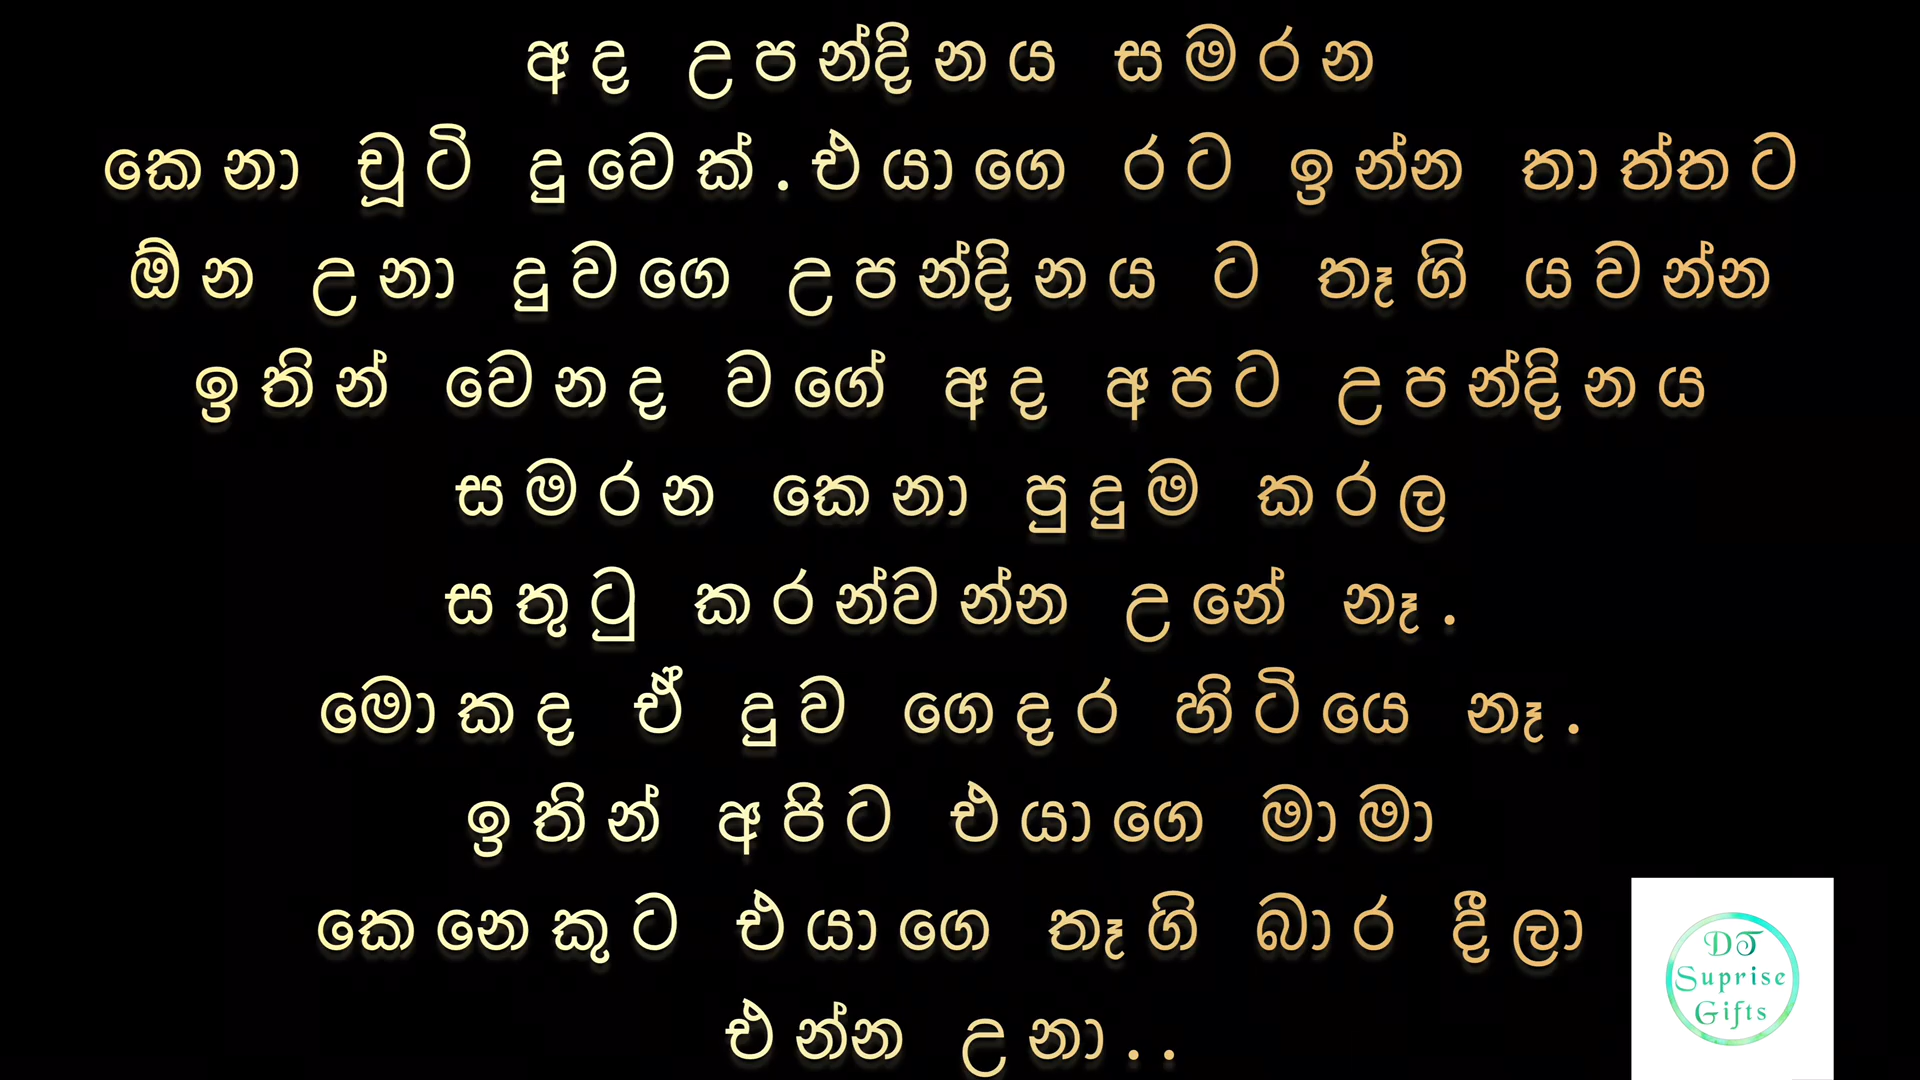 අද උපන්දිනය සමරන
කෙනා චූටි දුවෙක්.එයාගෙ රට ඉන්න තාත්තට
ඕන උනා දුවගෙ උපන්දිනය ට තෑගි යවන්න
ඉතින් වෙනද වගේ අද අපට උපන්දිනය
සමරන කෙනා පුදුම කරල
සතුටු කරන්වන්න උනේ නෑ.
මොකද ඒ දුව ගෙදර හිටියෙ නෑ.
ඉතින් අපිට එයාගෙ මාමා
කෙනෙකුට එයාගෙ තෑගි බාර දීලා
එන්න උනා..
DT
Suprise
Gifts